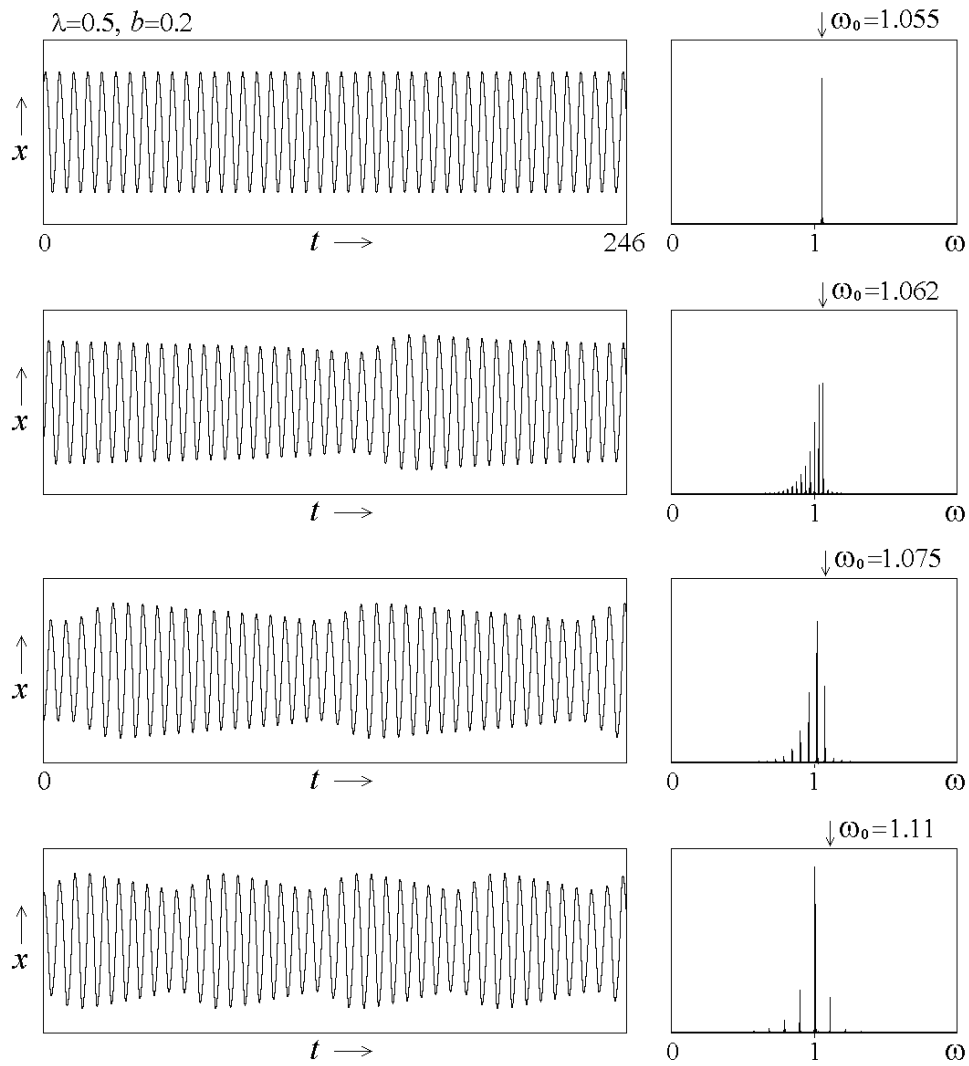 λ=0.5, b=0.2
ω₀=1.055
x
0 t 246
0 1 ω
ω₀=1.062
x
t
0 1 ω
ω₀=1.075
x
0 t
0 1 ω
ω₀=1.11
x
t
0 1 ω